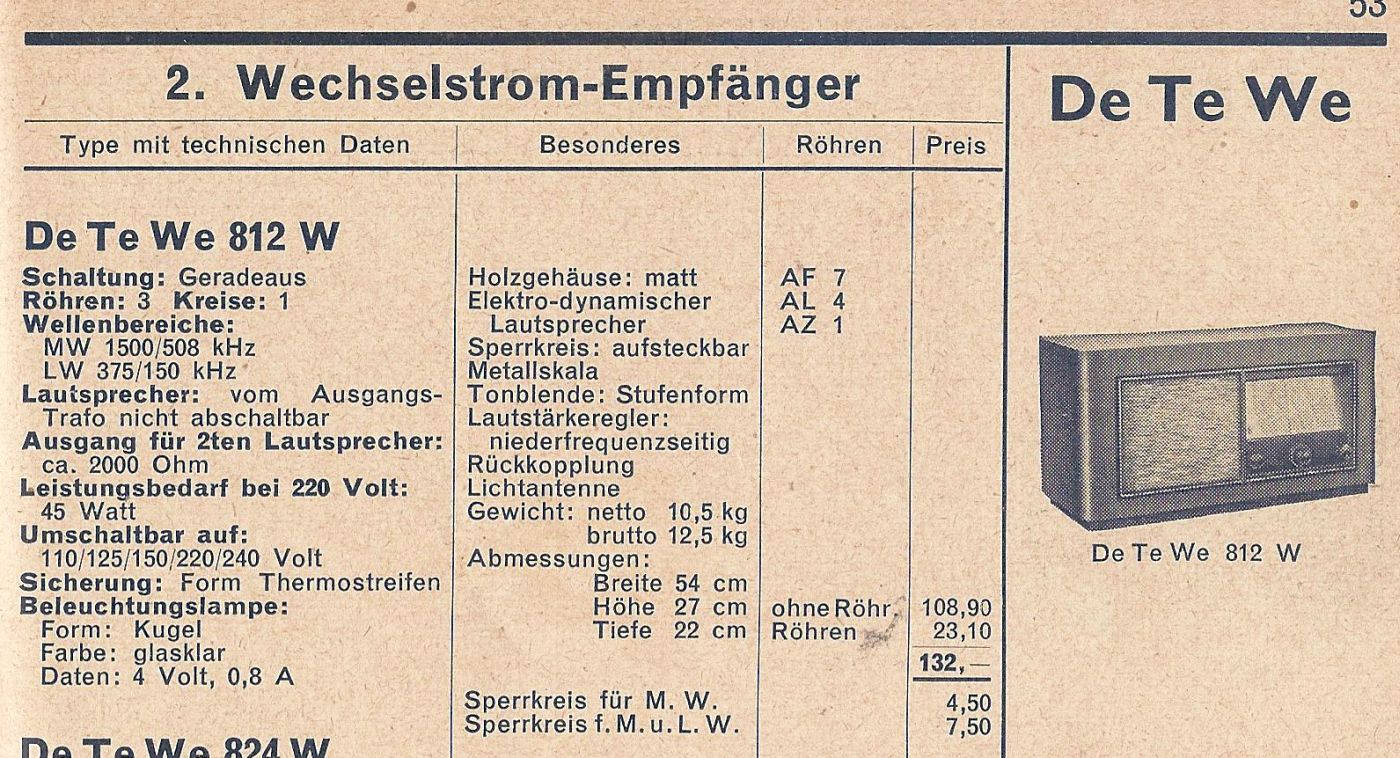 53
2. Wechselstrom-Empfänger
De Te We
Type mit technischen Daten
Besonderes
Röhren
Preis
De Te We 812 W
Schaltung: Geradeaus
Röhren: 3 Kreise: 1
Wellenbereiche:
MW 1500/508 kHz
LW 375/150 kHz
Lautsprecher: vom Ausgangs-
Trafo nicht abschaltbar
Ausgang für 2ten Lautsprecher:
ca. 2000 Ohm
Leistungsbedarf bei 220 Volt:
45 Watt
Umschaltbar auf:
110/125/150/220/240 Volt
Sicherung: Form Thermostreifen
Beleuchtungslampe:
Form: Kugel
Farbe: glasklar
Daten: 4 Volt, 0,8 A
Holzgehäuse: matt
Elektro-dynamischer
Lautsprecher
Sperrkreis: aufsteckbar
Metallskala
Tonblende: Stufenform
Lautstärkeregler:
niederfrequenzseitig
Rückkopplung
Lichtantenne
Gewicht: netto 10,5 kg
brutto 12,5 kg
Abmessungen:
Breite 54 cm
Höhe 27 cm
Tiefe 22 cm
Sperrkreis für M. W.
Sperrkreis f. M. u. L. W.
AF 7
AL 4
AZ 1
ohne Röhr.
Röhren
108,90
23,10
132,—
4,50
7,50
De Te We 812 W
De Te We 824 W